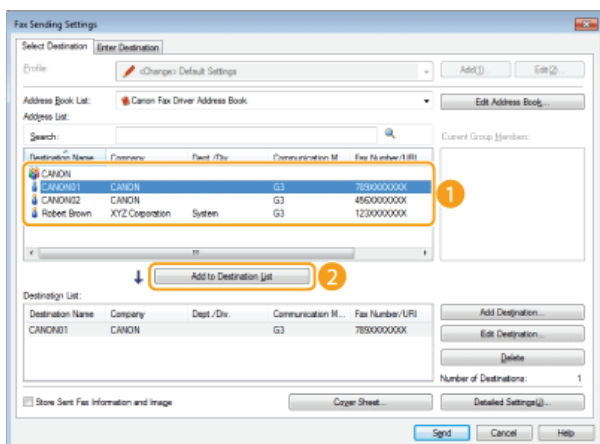 Fax Sending Settings
Select Destination Enter Destination
Profile: <Change> Default Settings Add(1)... Edit(2)...
Address Book List: Canon Fax Driver Address Book Edit Address Book...
Address List:
Search: Current Group Members:
Destination Name Company Dept./Div. Communication M... Fax Number/URI
CANON
CANON01 CANON G3 789XXXXXXX
CANON02 CANON G3 456XXXXXXX
Robert Brown XYZ Corporation System G3 123XXXXXXX
1
Add to Destination List 2
Destination List:
Destination Name Company Dept./Div. Communication M... Fax Number/URI
CANON01 CANON G3 789XXXXXXX
Add Destination...
Edit Destination...
Delete
Number of Destinations: 1
Store Sent Fax Information and Image Cover Sheet... Detailed Settings(J)...
Send Cancel Help